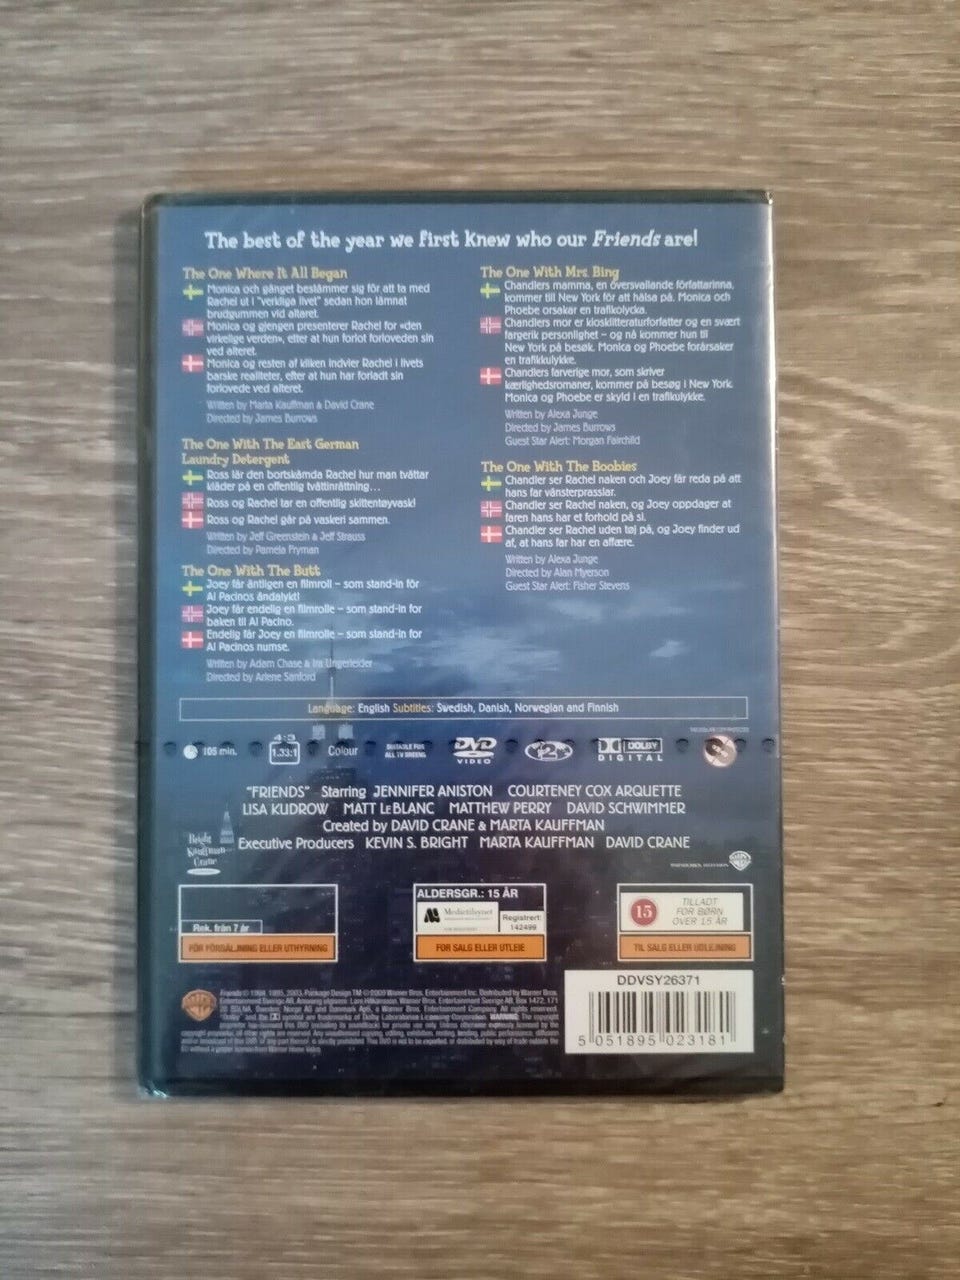 The best of the year we first knew who our Friends are!
The One Where It All Began
Monica och gänget bestämmer sig för att ta med
Rachel ut i "verkliga livet" sedan hon lämnat
brudgummen vid altaret.
Monica og gjengen presenterer Rachel for «den
virkelige verden», etter at hun forlot forloveden sin
ved alteret.
Monica og resten af kliken indvier Rachel i livets
barske realiteter, efter at hun har forladt sin
forlovede ved alteret.
Written by Marta Kauffman & David Crane
Directed by James Burrows
The One With The East German
Laundry Detergent
Ross lär den bortskämda Rachel hur man tvättar
kläder på en offentlig tvättinrättning...
Ross og Rachel tar en offentlig skittentøyvask!
Ross og Rachel går på vaskeri sammen.
Written by Jeff Greenstein & Jeff Strauss
Directed by Pamela Fryman
The One With The Butt
Joey får äntligen en filmroll – som stand-in för
Al Pacinos ändalykt!
Joey får endelig en filmrolle – som stand-in for
baken til Al Pacino.
Endelig får Joey en filmrolle – som stand-in for
Al Pacinos numse.
Written by Adam Chase & Ira Ungerleider
Directed by Arlene Sanford
The One With Mrs. Bing
Chandlers mamma, en översvallande författarinna,
kommer till New York för att hälsa på. Monica och
Phoebe orsakar en trafikolycka.
Chandlers mor er kiosklitteraturforfatter og en svært
fargerik personlighet – og nå kommer hun til
New York på besøk. Monica og Phoebe forårsaker
en trafikkulykke.
Chandlers farverige mor, som skriver
kærlighedsromaner, kommer på besøg i New York.
Monica og Phoebe er skyld i en trafikulykke.
Written by Alexa Junge
Directed by James Burrows
Guest Star Alert: Morgan Fairchild
The One With The Boobies
Chandler ser Rachel naken och Joey får reda på att
hans far vänsterprasslar.
Chandler ser Rachel naken, og Joey oppdager at
faren hans har et forhold på si.
Chandler ser Rachel uden tøj på, og Joey finder ud
af, at hans far har en affære.
Written by Alexa Junge
Directed by Alan Myerson
Guest Star Alert: Fisher Stevens
Language: English Subtitles: Swedish, Danish, Norwegian and Finnish
105 min.
4:3
1.33:1
Colour
SUITABLE FOR
ALL TV SCREENS
DVD
VIDEO
2
DOLBY
DIGITAL
"FRIENDS" Starring JENNIFER ANISTON COURTENEY COX ARQUETTE
LISA KUDROW MATT LeBLANC MATTHEW PERRY DAVID SCHWIMMER
Created by DAVID CRANE & MARTA KAUFFMAN
Executive Producers KEVIN S. BRIGHT MARTA KAUFFMAN DAVID CRANE
Bright
Kauffman
Crane
Rek. från 7 år
FÖR FÖRSÄLJNING ELLER UTHYRNING
ALDERSGR.: 15 ÅR
Medietilsynet
Registrert:
142499
FOR SALG ELLER UTLEIE
15
TILLADT
FOR BØRN
OVER 15 ÅR
TIL SALG ELLER UDLEJNING
DDVSY26371
5 051895 023181